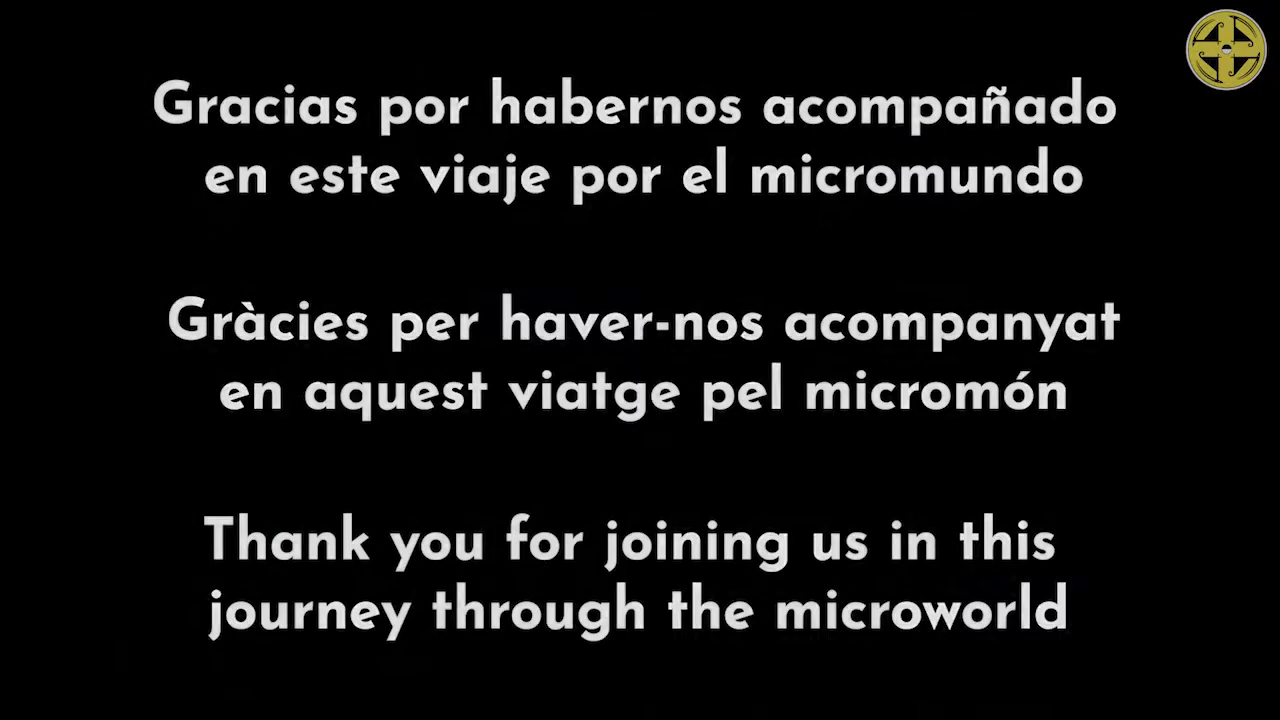 Gracias por habernos acompañado
en este viaje por el micromundo
Gràcies per haver-nos acompanyat
en aquest viatge pel micromón
Thank you for joining us in this
journey through the microworld